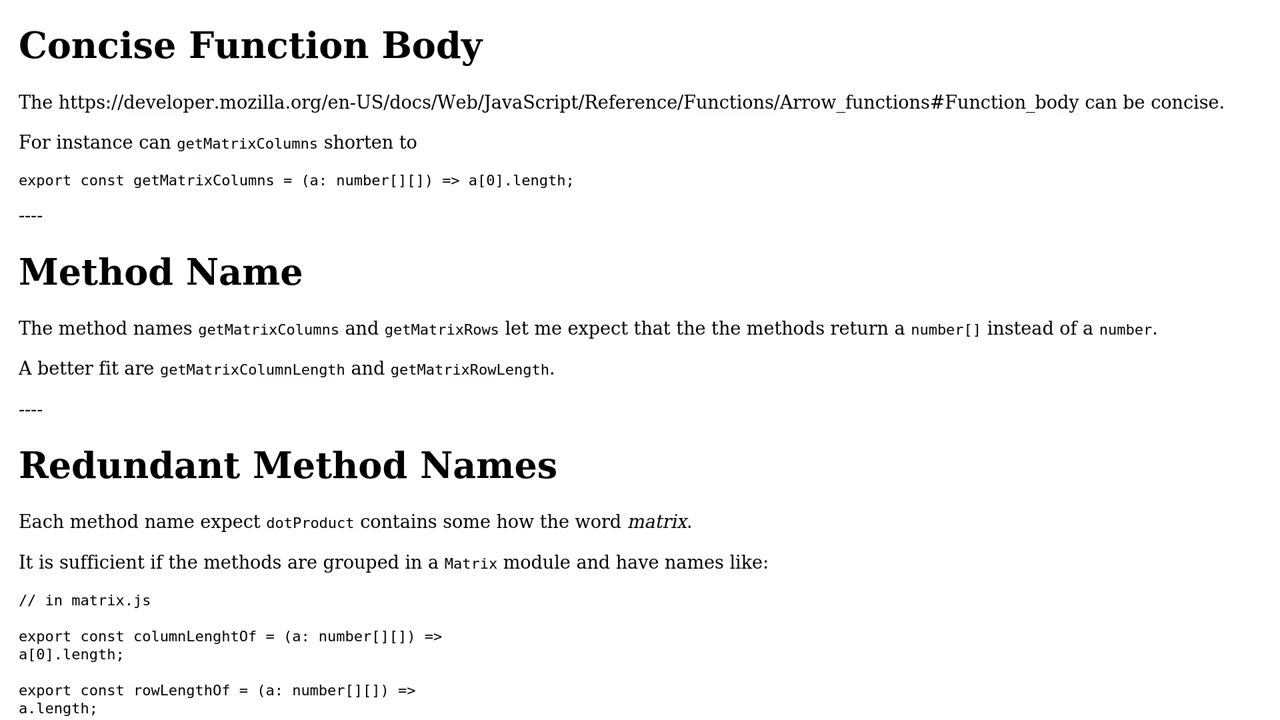 Concise Function Body
The https://developer.mozilla.org/en-US/docs/Web/JavaScript/Reference/Functions/Arrow_functions#Function_body can be concise.
For instance can getMatrixColumns shorten to
export const getMatrixColumns = (a: number[][]) => a[0].length;
----
Method Name
The method names getMatrixColumns and getMatrixRows let me expect that the the methods return a number[] instead of a number.
A better fit are getMatrixColumnLength and getMatrixRowLength.
----
Redundant Method Names
Each method name expect dotProduct contains some how the word matrix.
It is sufficient if the methods are grouped in a Matrix module and have names like:
// in matrix.js
export const columnLenghtOf = (a: number[][]) =>
a[0].length;
export const rowLengthOf = (a: number[][]) =>
a.length;